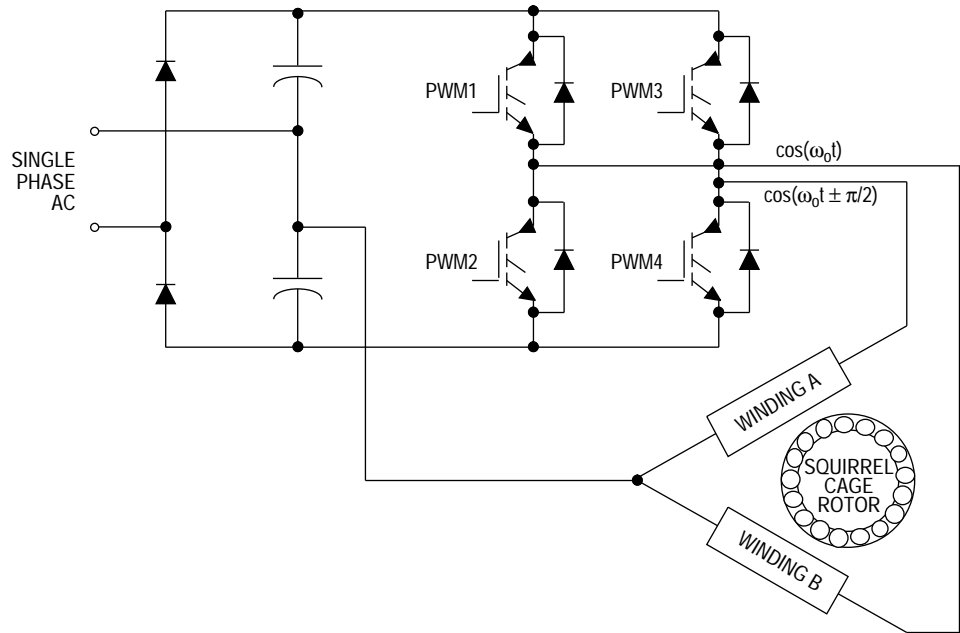 SINGLE
PHASE
AC
PWM1
PWM3
cos(ω₀t)
cos(ω₀t ± π/2)
PWM2
PWM4
WINDING A
SQUIRREL
CAGE
ROTOR
WINDING B